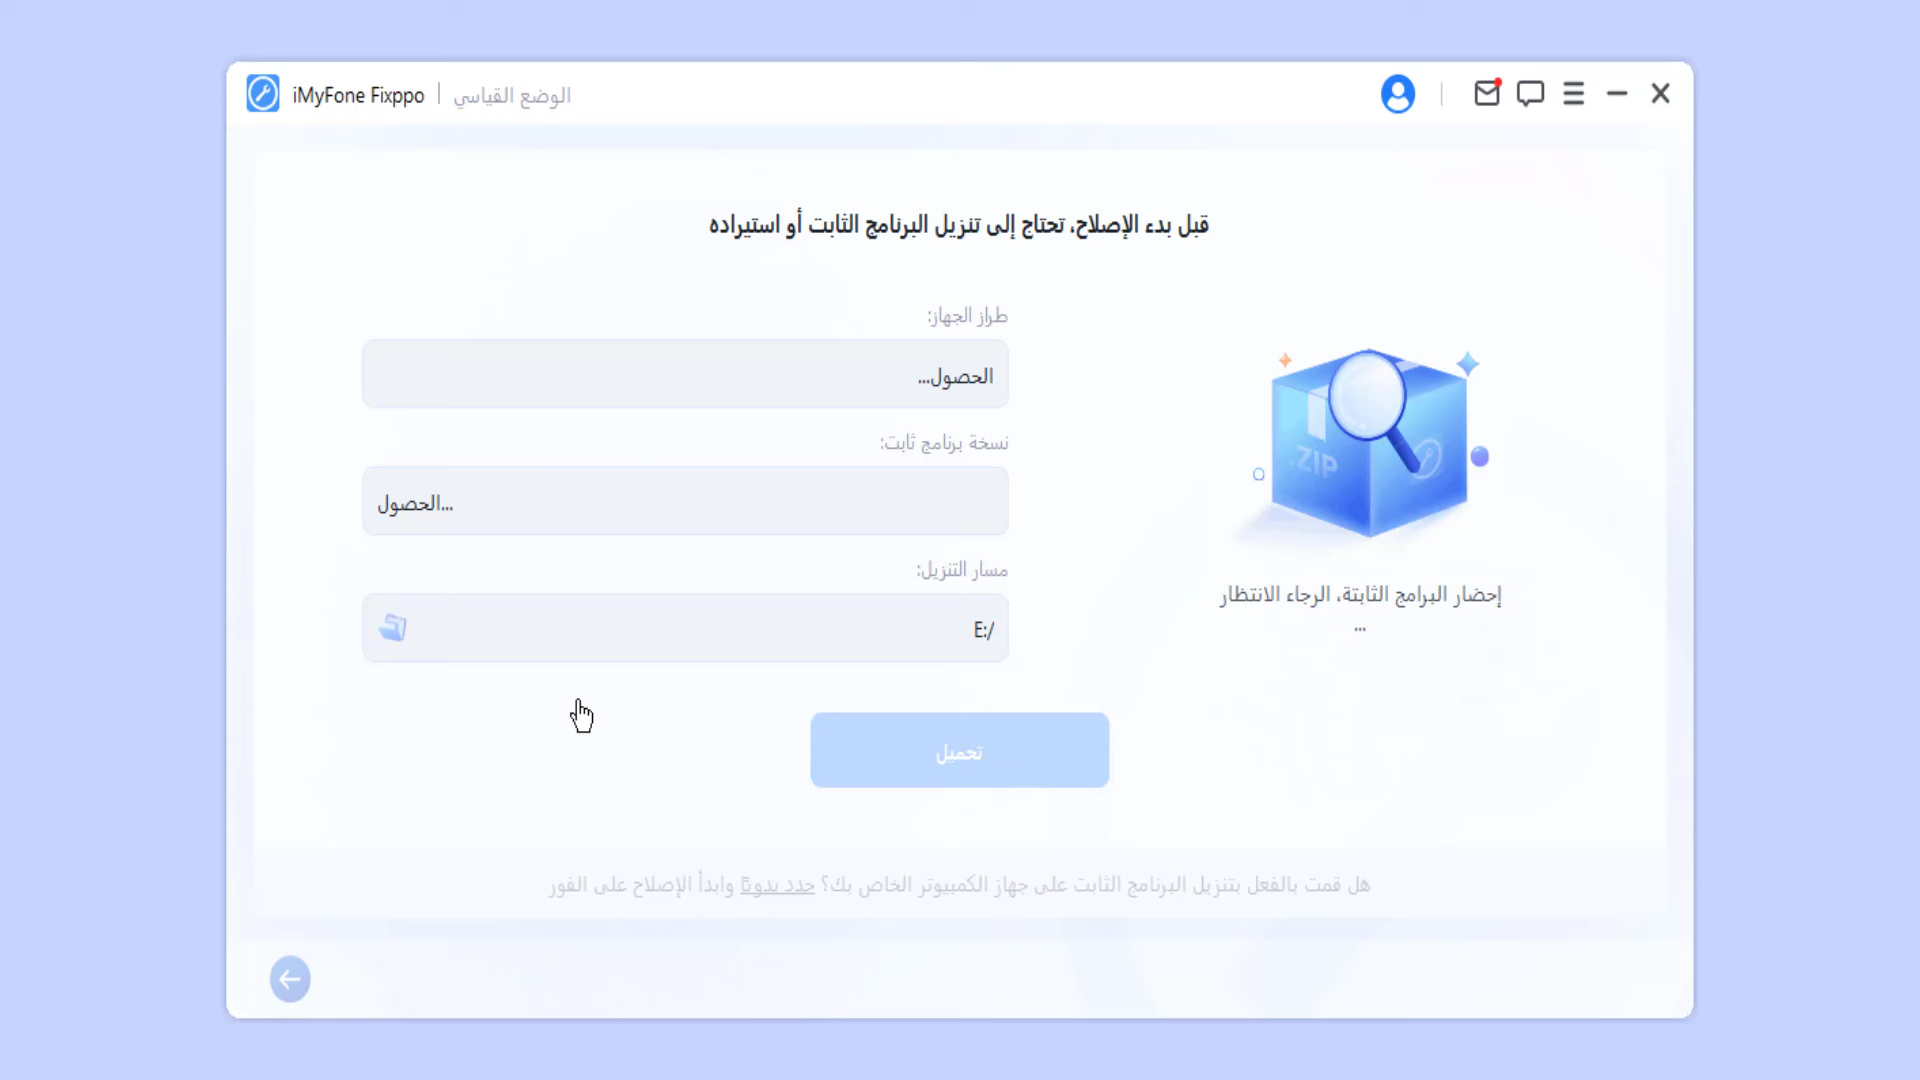 iMyFone Fixppo | الوضع القياسي
قبل بدء الإصلاح، تحتاج إلى تنزيل البرنامج الثابت أو استيراده
طراز الجهاز:
الحصول...
نسخة برنامج ثابت:
...الحصول
مسار التنزيل:
E:/
.ZIP
إحضار البرامج الثابتة، الرجاء الانتظار
...
تحميل
هل قمت بالفعل بتنزيل البرنامج الثابت على جهاز الكمبيوتر الخاص بك؟ حدد يدويًا وابدأ الإصلاح على الفور